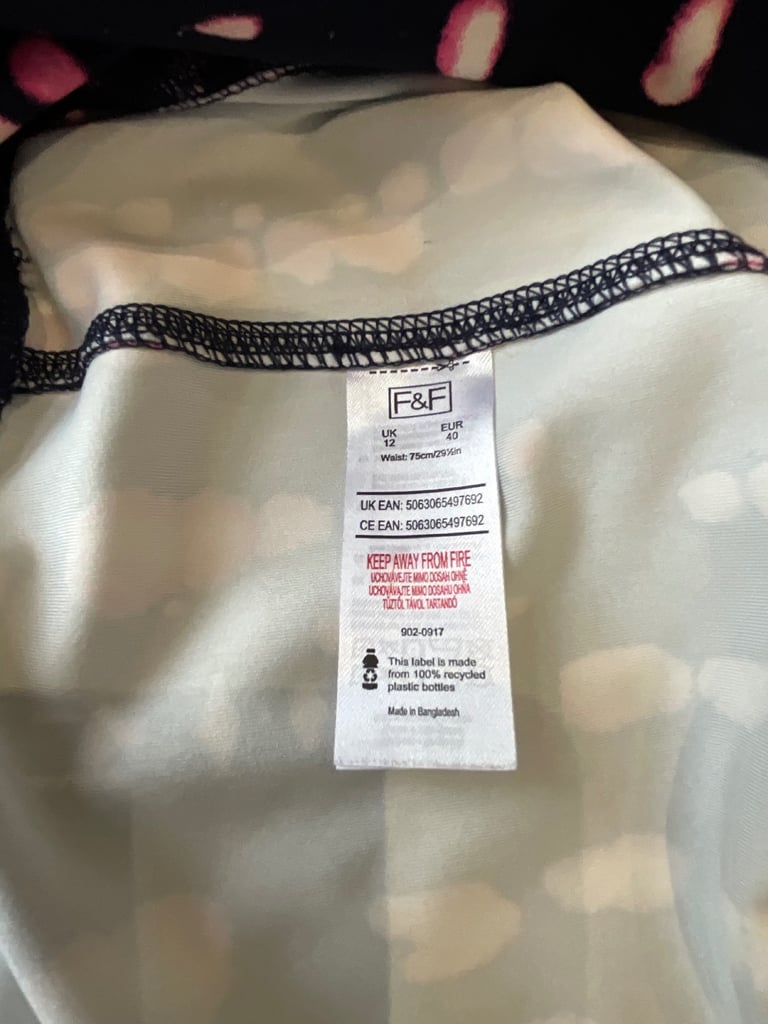 F&F
UK EUR
12 40
Waist: 75cm/29½in
UK EAN: 5063065497692
CE EAN: 5063065497692
KEEP AWAY FROM FIRE
UCHOVÁVEJTE MIMO DOSAH OHNĚ
UCHOVÁVAJTE MIMO DOSAHU OHŇA
TŰZTŐL TÁVOL TARTANDÓ
902-0917
This label is made
from 100% recycled
plastic bottles
Made in Bangladesh